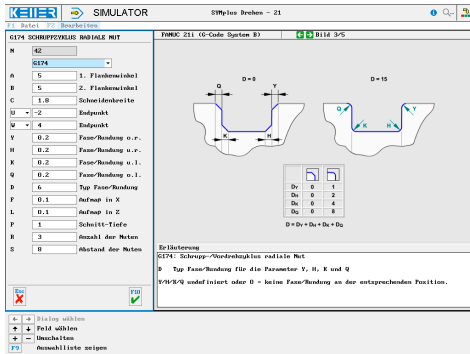 KELLER SIMULATOR SYMplus Drehen - 21
F1 Datei F2 Bearbeiten
G174 SCHRUPPZYKLUS RADIALE NUT
N 42
G174
A 5 1. Flankenwinkel
B 5 2. Flankenwinkel
C 1.8 Schneidenbreite
U -2 Endpunkt
W 4 Endpunkt
Y 0.2 Fase/Rundung o.r.
H 0.2 Fase/Rundung u.r.
K 0.2 Fase/Rundung u.l.
Q 0.2 Fase/Rundung o.l.
D 6 Typ Fase/Rundung
F 0.1 Aufmaß in X
L 0.1 Aufmaß in Z
P 1 Schnitt-Tiefe
R 3 Anzahl der Nuten
S 8 Abstand der Nuten
Esc F10
FANUC 21i (G-Code System B) Bild 3/5
D = 0 D = 15
Q Y Q Y
K H K H
DY 0 1
DH 0 2
DK 0 4
DQ 0 8
D = DY + DH + DK + DQ
Erläuterung
G174: Schrupp-/Vordrehzyklus radiale Nut
D Typ Fase/Rundung für die Parameter Y, H, K und Q
Y/H/K/Q undefiniert oder 0 - keine Fase/Rundung an der entsprechenden Position.
← → Dialog wählen
↑ ↓ Feld wählen
+ - Umschalten
F9 Auswahlliste zeigen